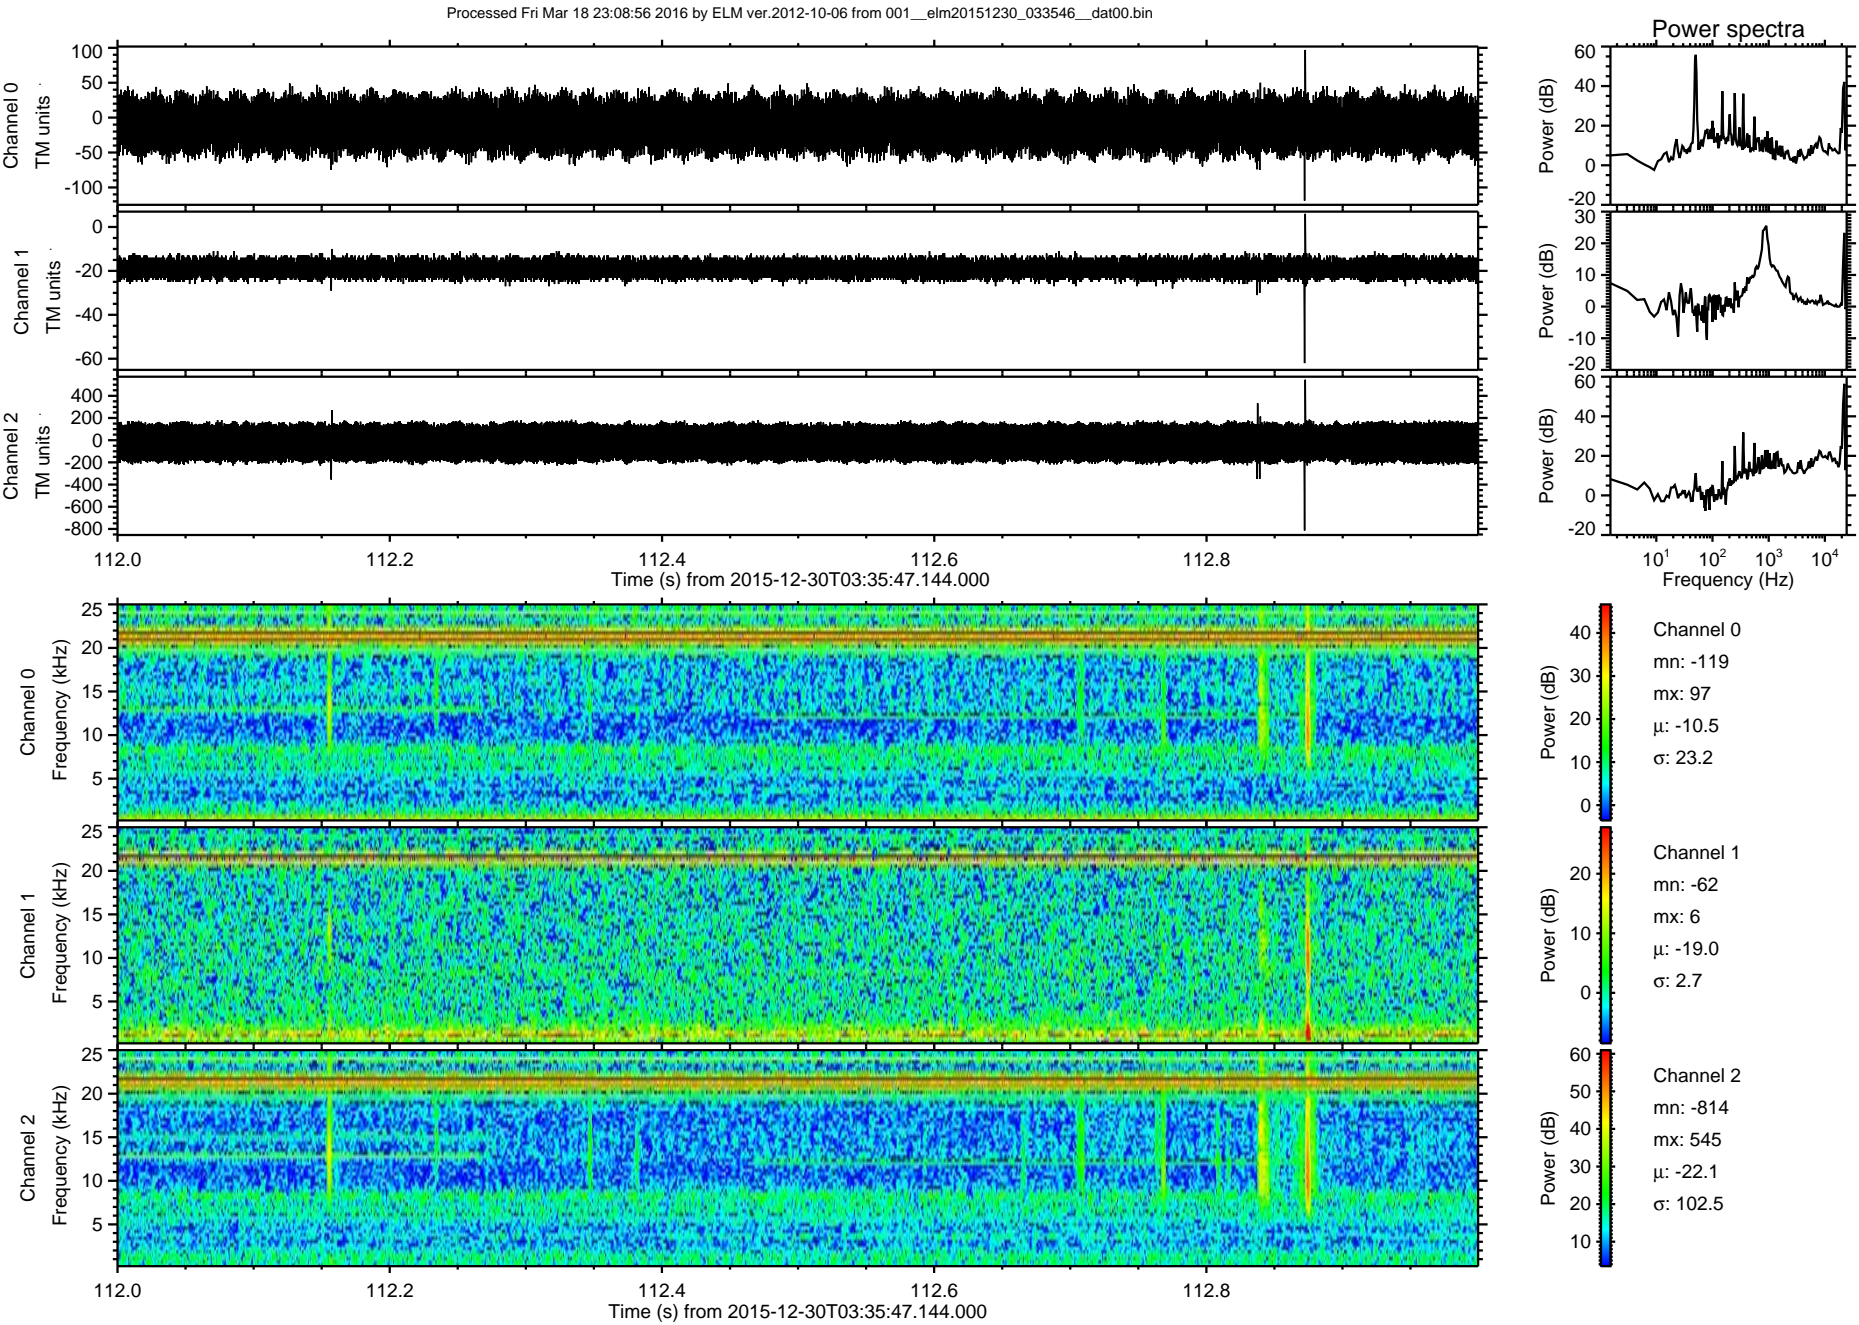 Processed Fri Mar 18 23:08:56 2016 by ELM ver.2012-10-06 from 001__elm20151230_033546__dat00.bin
Power spectra
Channel 0
TM units
100
50
0
-50
-100
Power (dB)
60
40
20
0
-20
Channel 1
TM units
0
-20
-40
-60
Power (dB)
30
20
10
0
-10
-20
Channel 2
TM units
400
200
0
-200
-400
-600
-800
Power (dB)
60
40
20
0
-20
112.0 112.2 112.4 112.6 112.8
Time (s) from 2015-12-30T03:35:47.144.000
10^1 10^2 10^3 10^4
Frequency (Hz)
Channel 0
Frequency (kHz)
25
20
15
10
5
Power (dB)
40
30
20
10
0
Channel 0
mn: -119
mx: 97
µ: -10.5
σ: 23.2
Channel 1
Frequency (kHz)
25
20
15
10
5
Power (dB)
20
10
0
Channel 1
mn: -62
mx: 6
µ: -19.0
σ: 2.7
Channel 2
Frequency (kHz)
25
20
15
10
5
Power (dB)
60
50
40
30
20
10
Channel 2
mn: -814
mx: 545
µ: -22.1
σ: 102.5
112.0 112.2 112.4 112.6 112.8
Time (s) from 2015-12-30T03:35:47.144.000